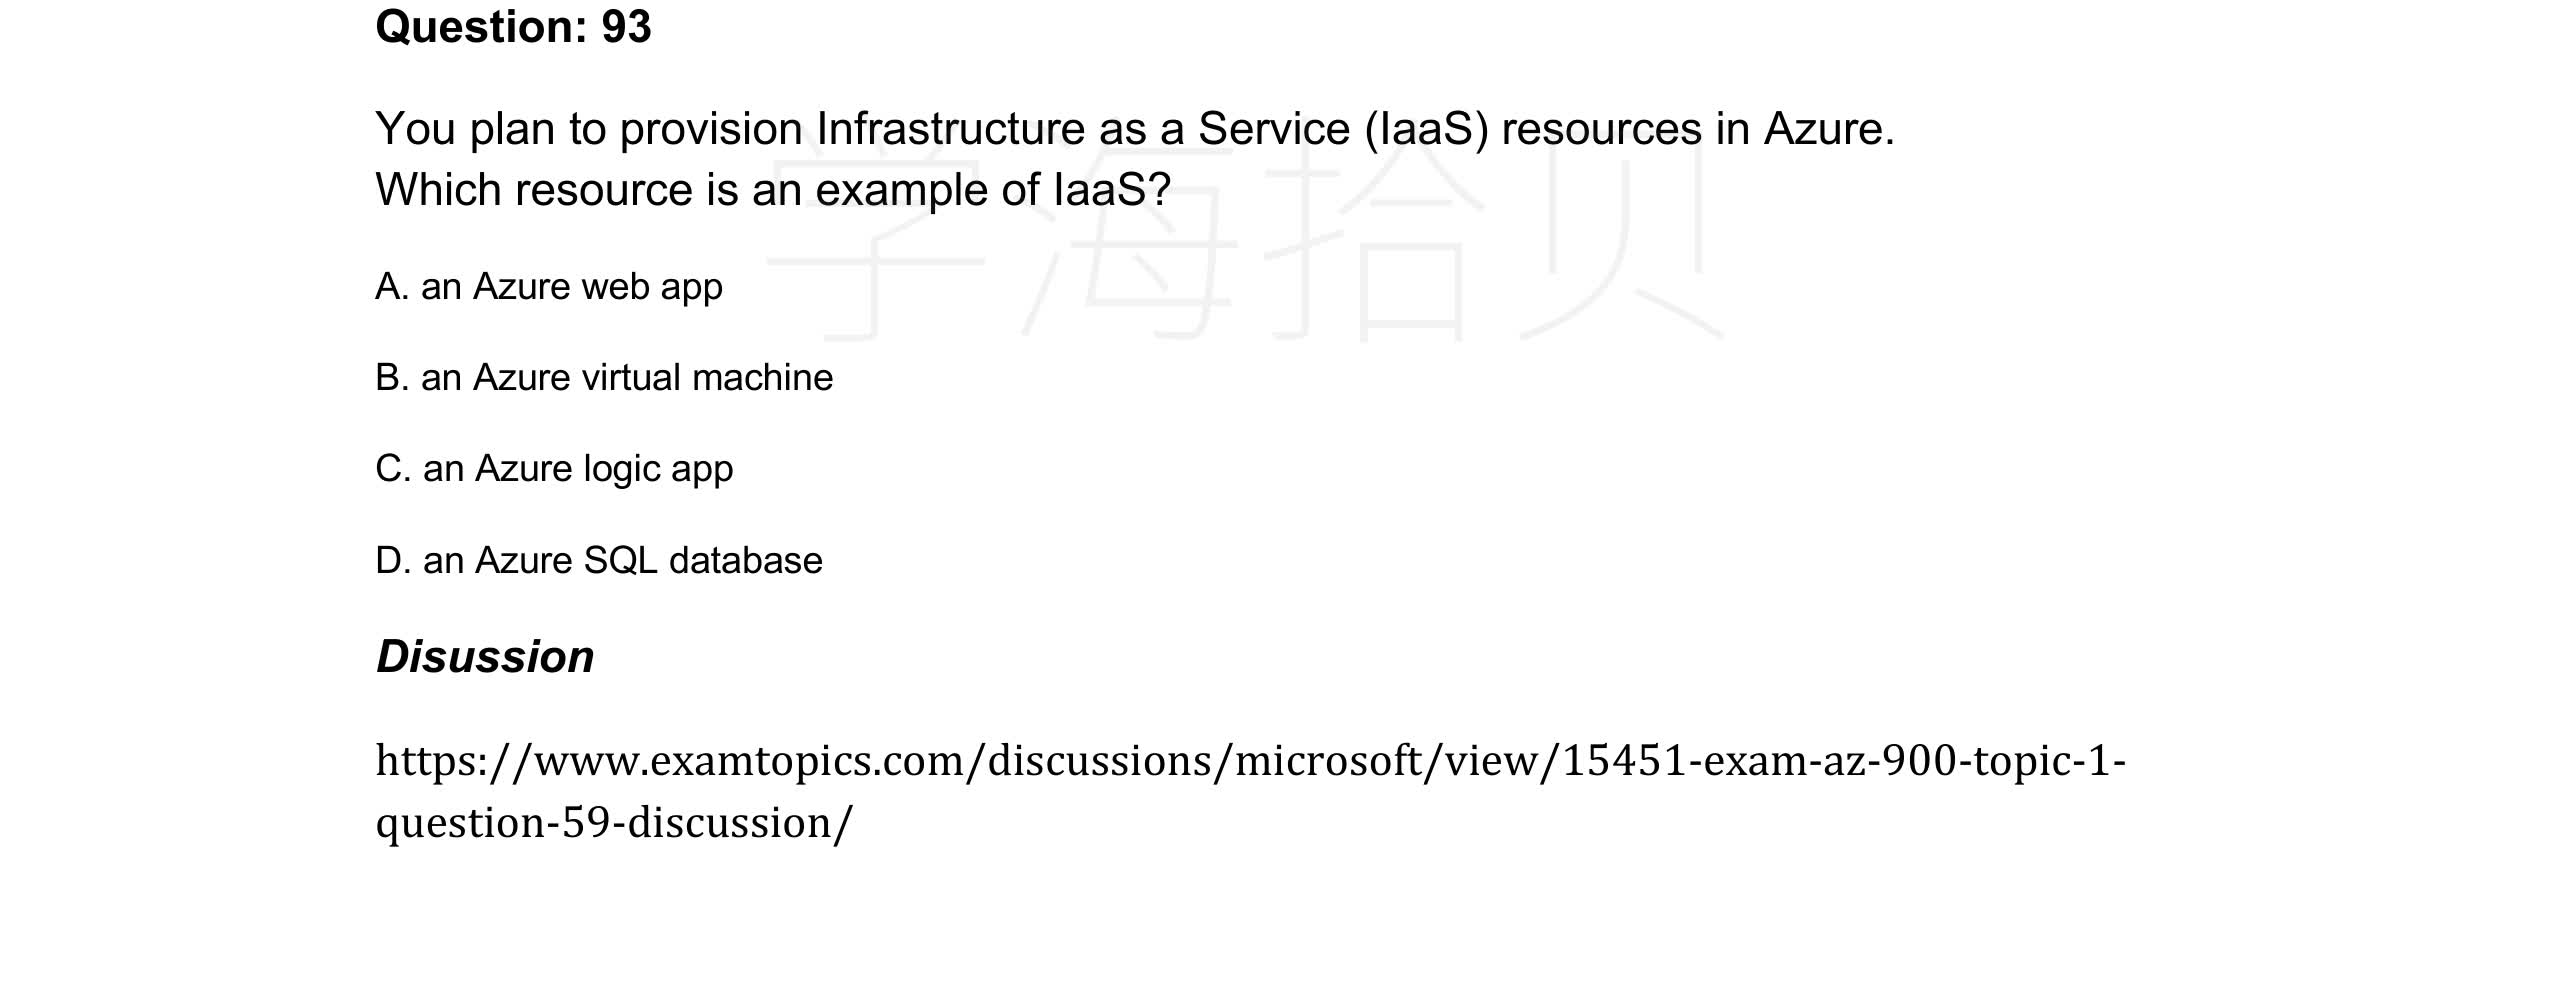 Question: 93
You plan to provision Infrastructure as a Service (IaaS) resources in Azure.
Which resource is an example of IaaS?
学海拾贝
A. an Azure web app
B. an Azure virtual machine
C. an Azure logic app
D. an Azure SQL database
Disussion
https://www.examtopics.com/discussions/microsoft/view/15451-exam-az-900-topic-1-
question-59-discussion/